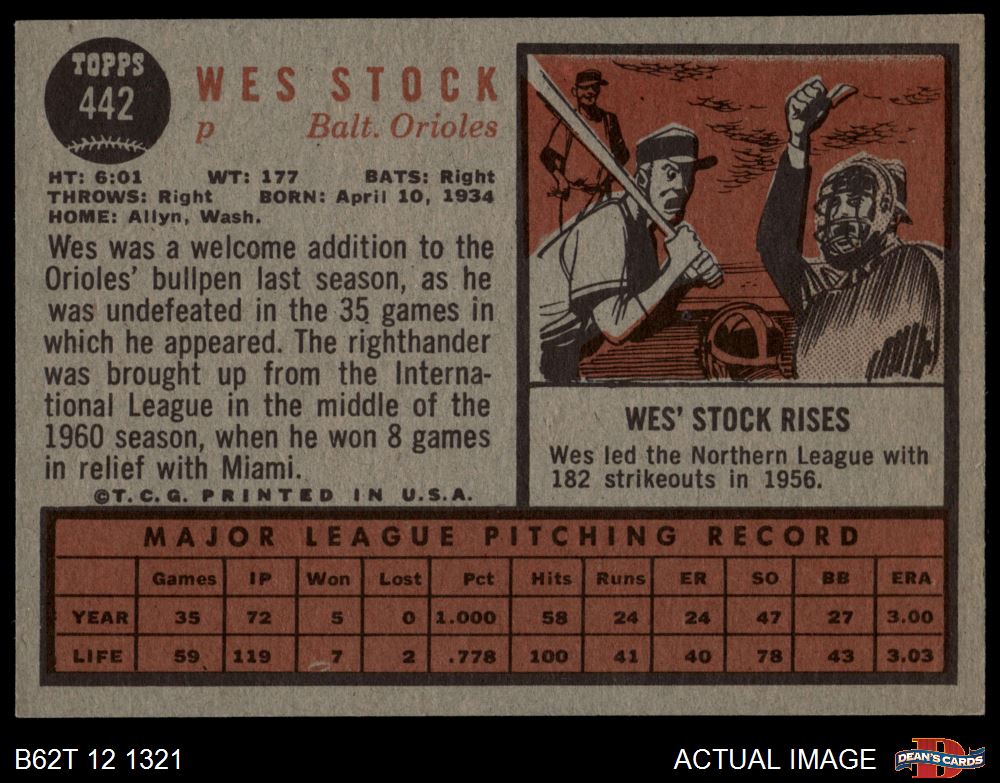 TOPPS
442
WES STOCK
p Balt. Orioles
HT: 6:01 WT: 177 BATS: Right
THROWS: Right BORN: April 10, 1934
HOME: Allyn, Wash.
Wes was a welcome addition to the
Orioles' bullpen last season, as he
was undefeated in the 35 games in
which he appeared. The righthander
was brought up from the Interna-
tional League in the middle of the
1960 season, when he won 8 games
in relief with Miami.
©T.C.G. PRINTED IN U.S.A.
WES' STOCK RISES
Wes led the Northern League with
182 strikeouts in 1956.
MAJOR LEAGUE PITCHING RECORD
Games IP Won Lost Pct Hits Runs ER SO BB ERA
YEAR 35 72 5 0 1.000 58 24 24 47 27 3.00
LIFE 59 119 7 2 .778 100 41 40 78 43 3.03
B62T 12 1321
ACTUAL IMAGE
D
DEAN'S CARDS